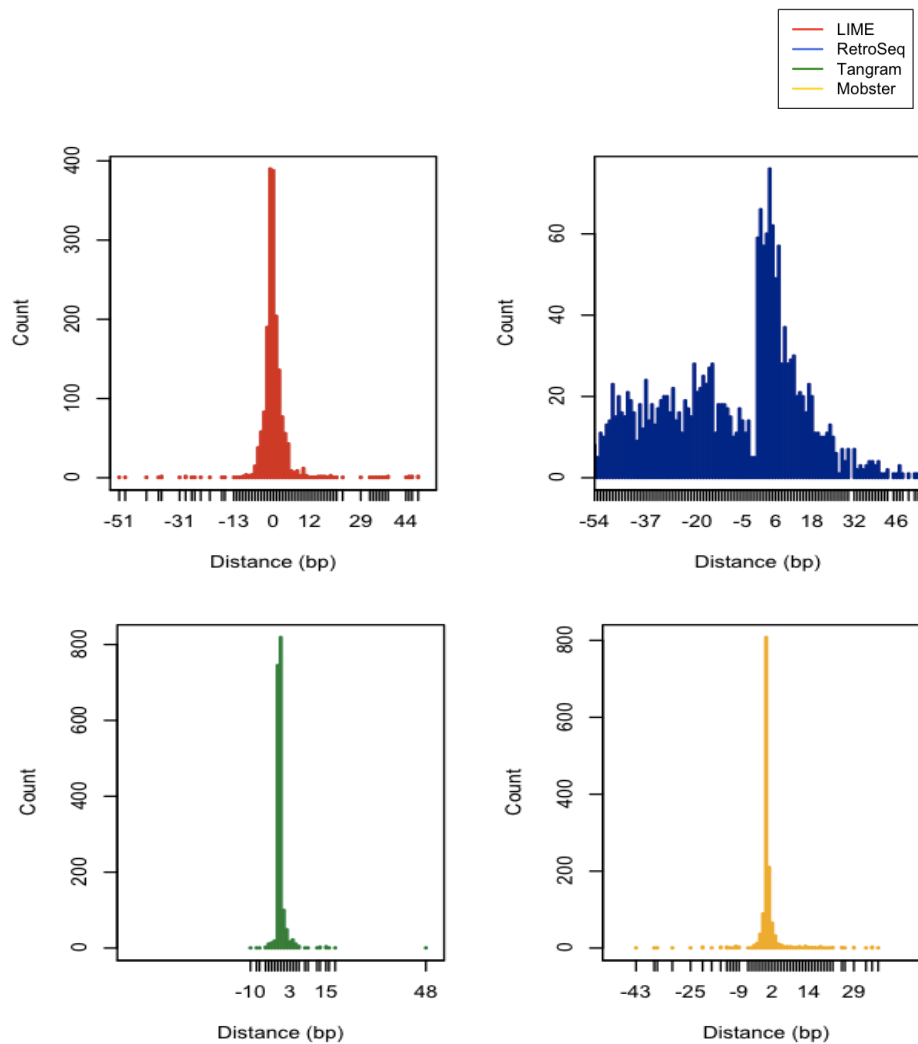 LIME
RetroSeq
Tangram
Mobster
Count
400
300
200
100
0
-51 -31 -13 0 12 29 44
Distance (bp)
Count
60
40
20
0
-54 -37 -20 -5 6 18 32 46
Distance (bp)
Count
800
600
400
200
0
-10 3 15 48
Distance (bp)
Count
800
600
400
200
0
-43 -25 -9 2 14 29
Distance (bp)